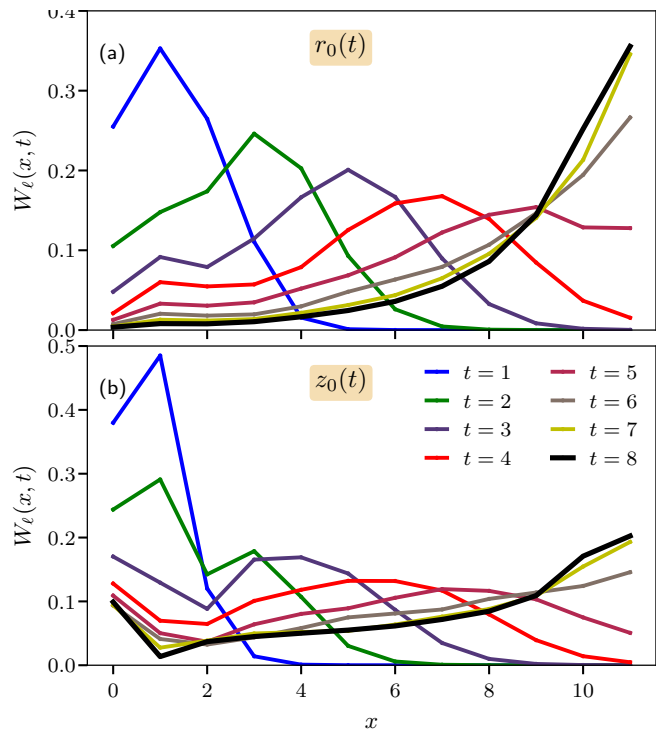 0.4
(a)
r₀(t)
0.3
0.2
0.1
0.0
W_ℓ(x, t)
0.5
(b)
z₀(t)
0.4
0.3
0.2
0.1
0.0
W_ℓ(x, t)
t = 1
t = 2
t = 3
t = 4
t = 5
t = 6
t = 7
t = 8
0 2 4 6 8 10
x